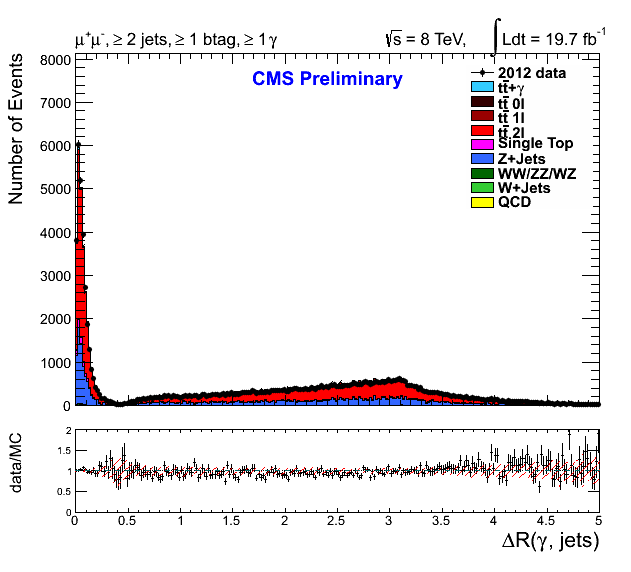 μ⁺μ⁻, ≥ 2 jets, ≥ 1 btag, ≥ 1 γ √s = 8 TeV, ∫ Ldt = 19.7 fb⁻¹
CMS Preliminary
2012 data
tt̄+γ
tt̄ 0l
tt̄ 1l
tt̄ 2l
Single Top
Z+Jets
WW/ZZ/WZ
W+Jets
QCD
Number of Events
8000
7000
6000
5000
4000
3000
2000
1000
0
data/MC
2
1.5
1
0.5
0
0 0.5 1 1.5 2 2.5 3 3.5 4 4.5 5
ΔR(γ, jets)